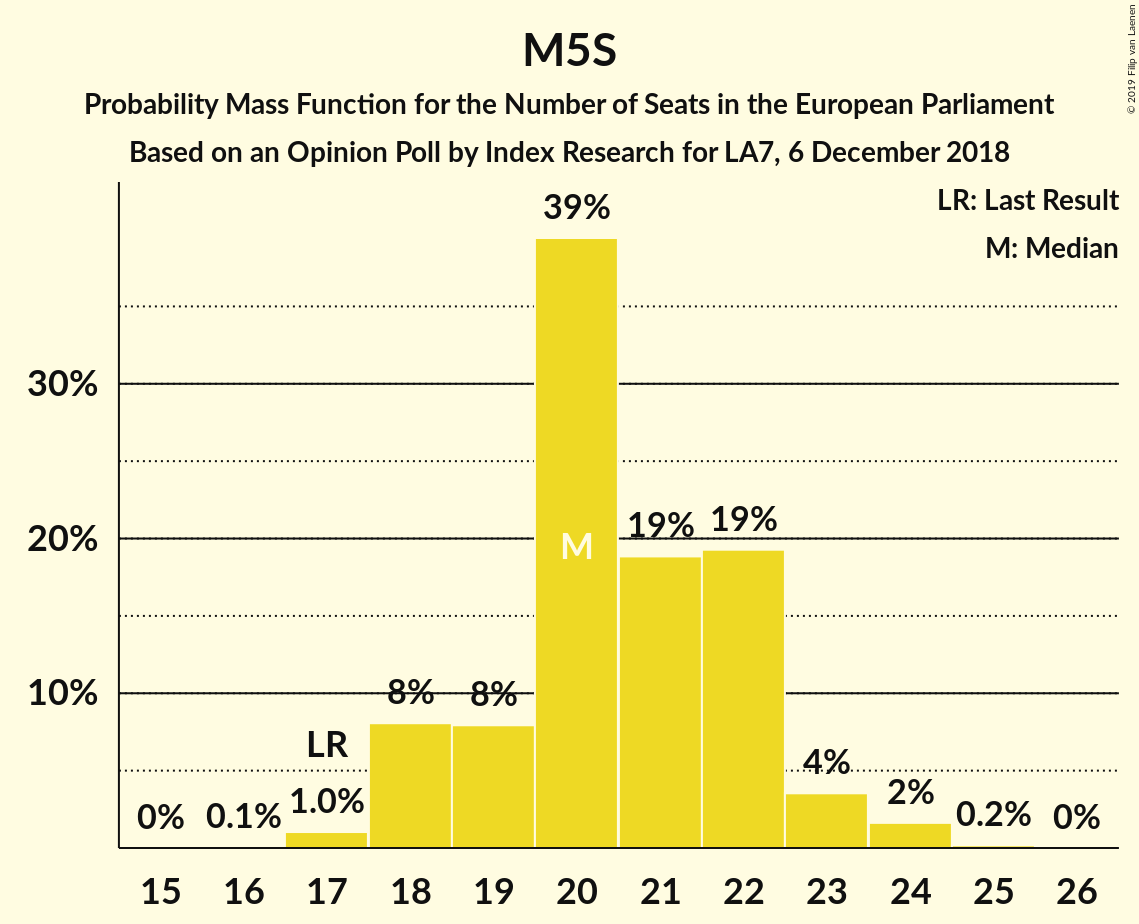 M5S
Probability Mass Function for the Number of Seats in the European Parliament
Based on an Opinion Poll by Index Research for LA7, 6 December 2018
© 2019 Filip van Laenen
LR: Last Result
M: Median
39%
30%
20%
10%
M
19%
19%
8%
8%
LR
4%
2%
0%
0.1%
1.0%
0.2%
0%
15 16 17 18 19 20 21 22 23 24 25 26